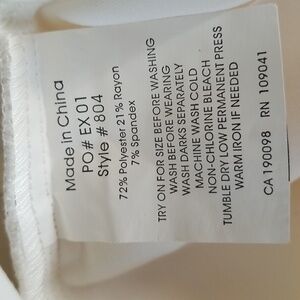 Made in China
PO# EX 01
Style # 804
72% Polyester 21% Rayon
7% Spandex
TRY ON FOR SIZE BEFORE WASHING
WASH BEFORE WEARING
WASH DARKS SEPARATELY
MACHINE WASH COLD
NON-CHLORINE BLEACH
TUMBLE DRY LOW PERMANENT PRESS
WARM IRON IF NEEDED
CA 190098 RN 109041